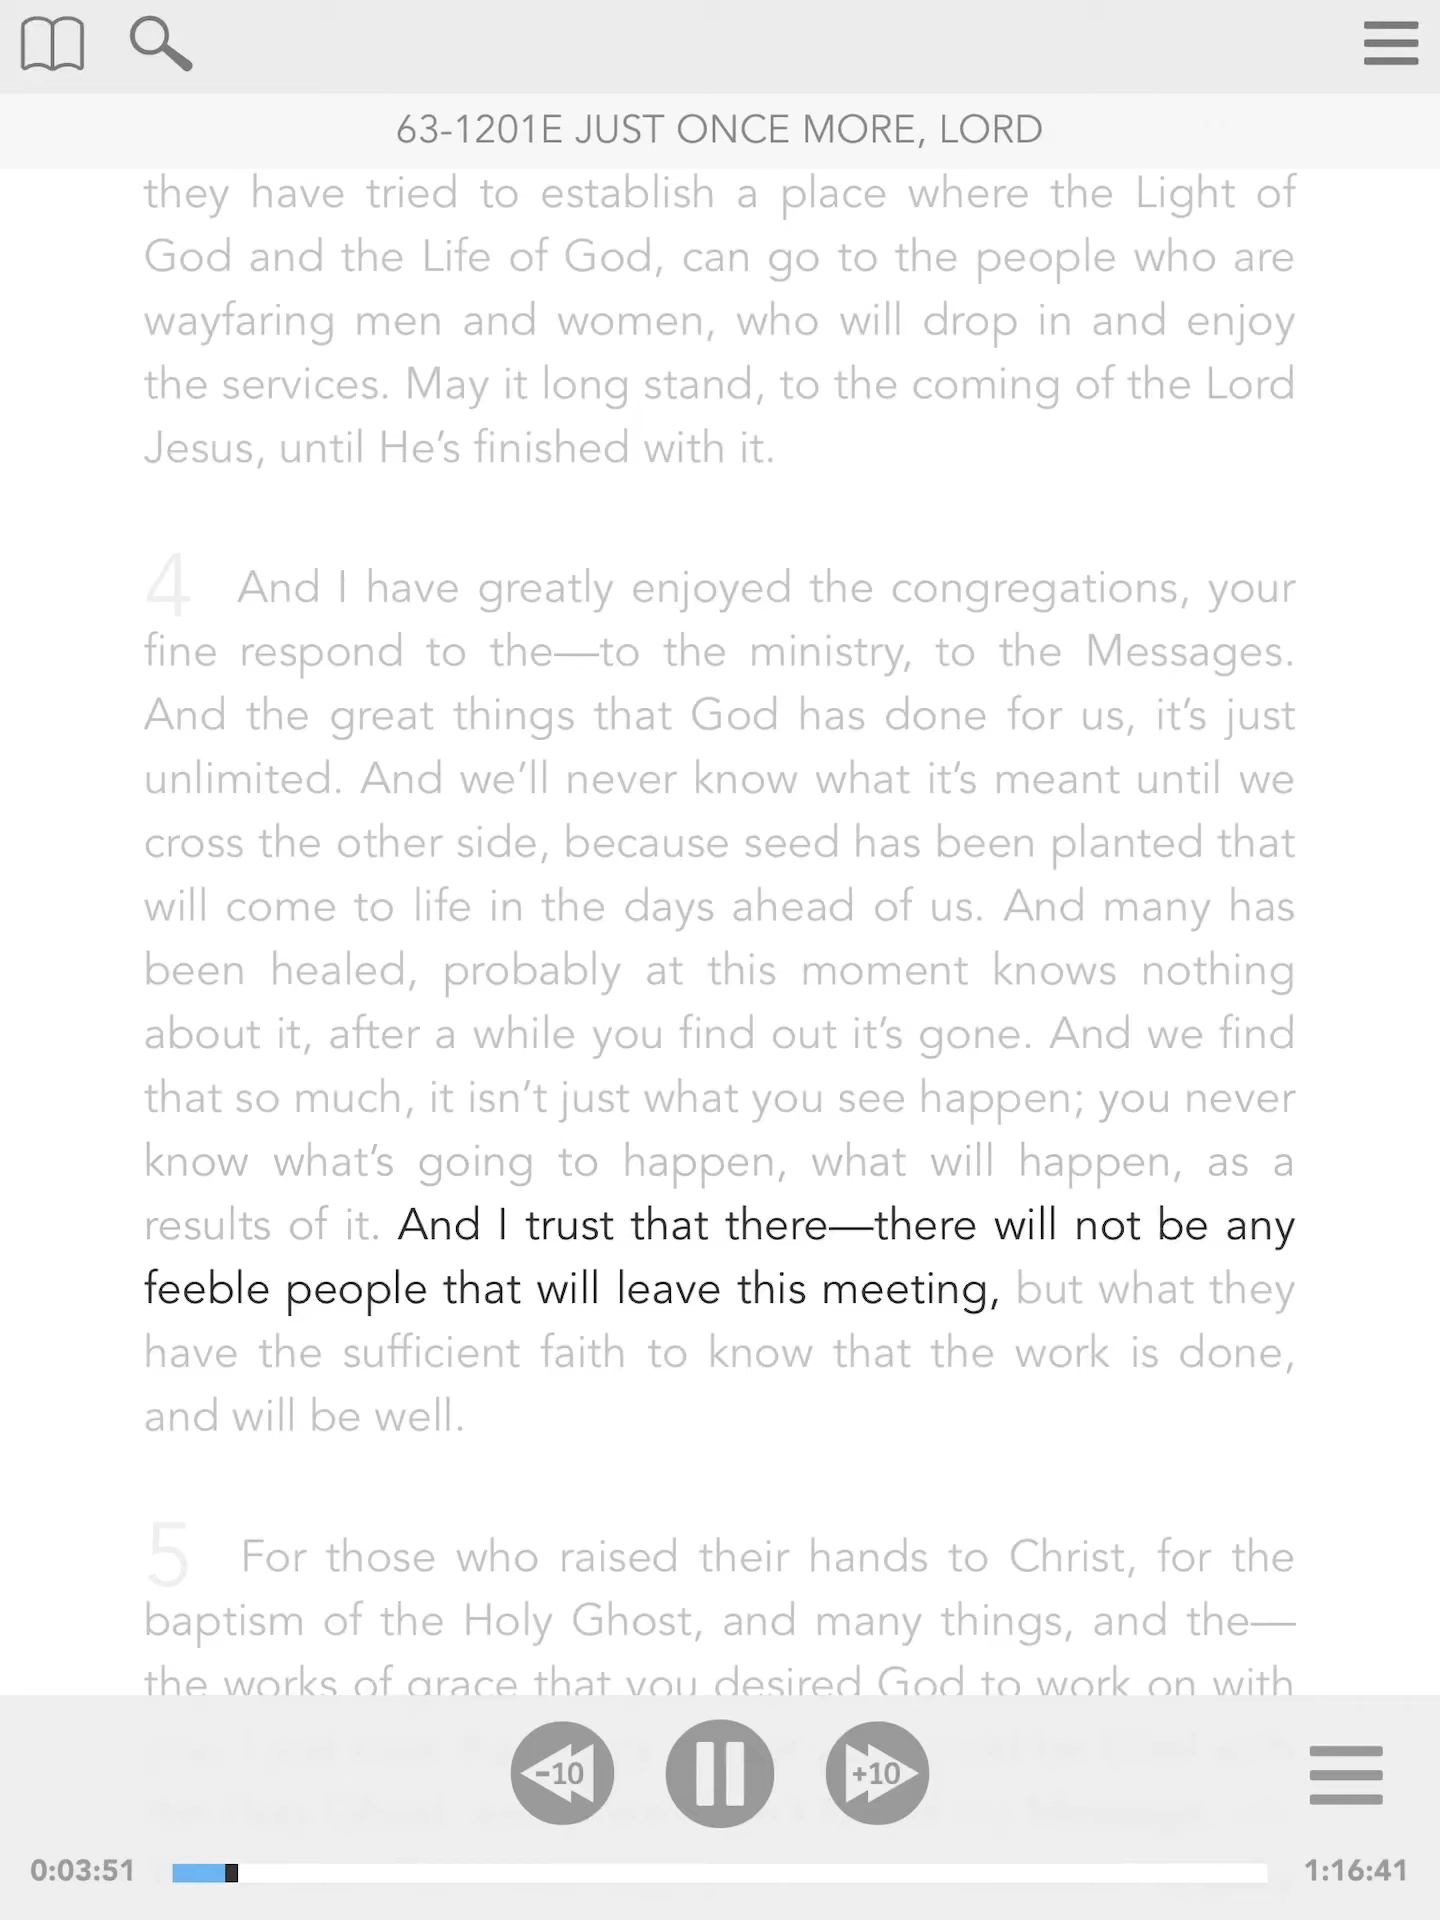 63-1201E JUST ONCE MORE, LORD
they have tried to establish a place where the Light of
God and the Life of God, can go to the people who are
wayfaring men and women, who will drop in and enjoy
the services. May it long stand, to the coming of the Lord
Jesus, until He’s finished with it.
4 And I have greatly enjoyed the congregations, your
fine respond to the—to the ministry, to the Messages.
And the great things that God has done for us, it’s just
unlimited. And we’ll never know what it’s meant until we
cross the other side, because seed has been planted that
will come to life in the days ahead of us. And many has
been healed, probably at this moment knows nothing
about it, after a while you find out it’s gone. And we find
that so much, it isn’t just what you see happen; you never
know what’s going to happen, what will happen, as a
results of it. And I trust that there—there will not be any
feeble people that will leave this meeting, but what they
have the sufficient faith to know that the work is done,
and will be well.
5 For those who raised their hands to Christ, for the
baptism of the Holy Ghost, and many things, and the—
the works of grace that you desired God to work on with
-10 +10
0:03:51 1:16:41